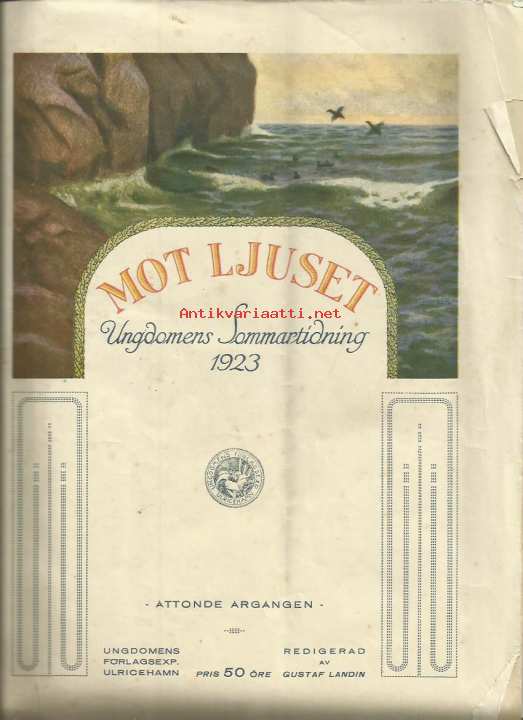 MOT LJUSET
Antikvariaatti.net
Ungdomens Sommartidning
1923
- ATTONDE ARGANGEN -
UNGDOMENS
FÖRLAGSEXP.
ULRICEHAMN
PRIS 50 ÖRE
REDIGERAD
AV
GUSTAF LANDIN